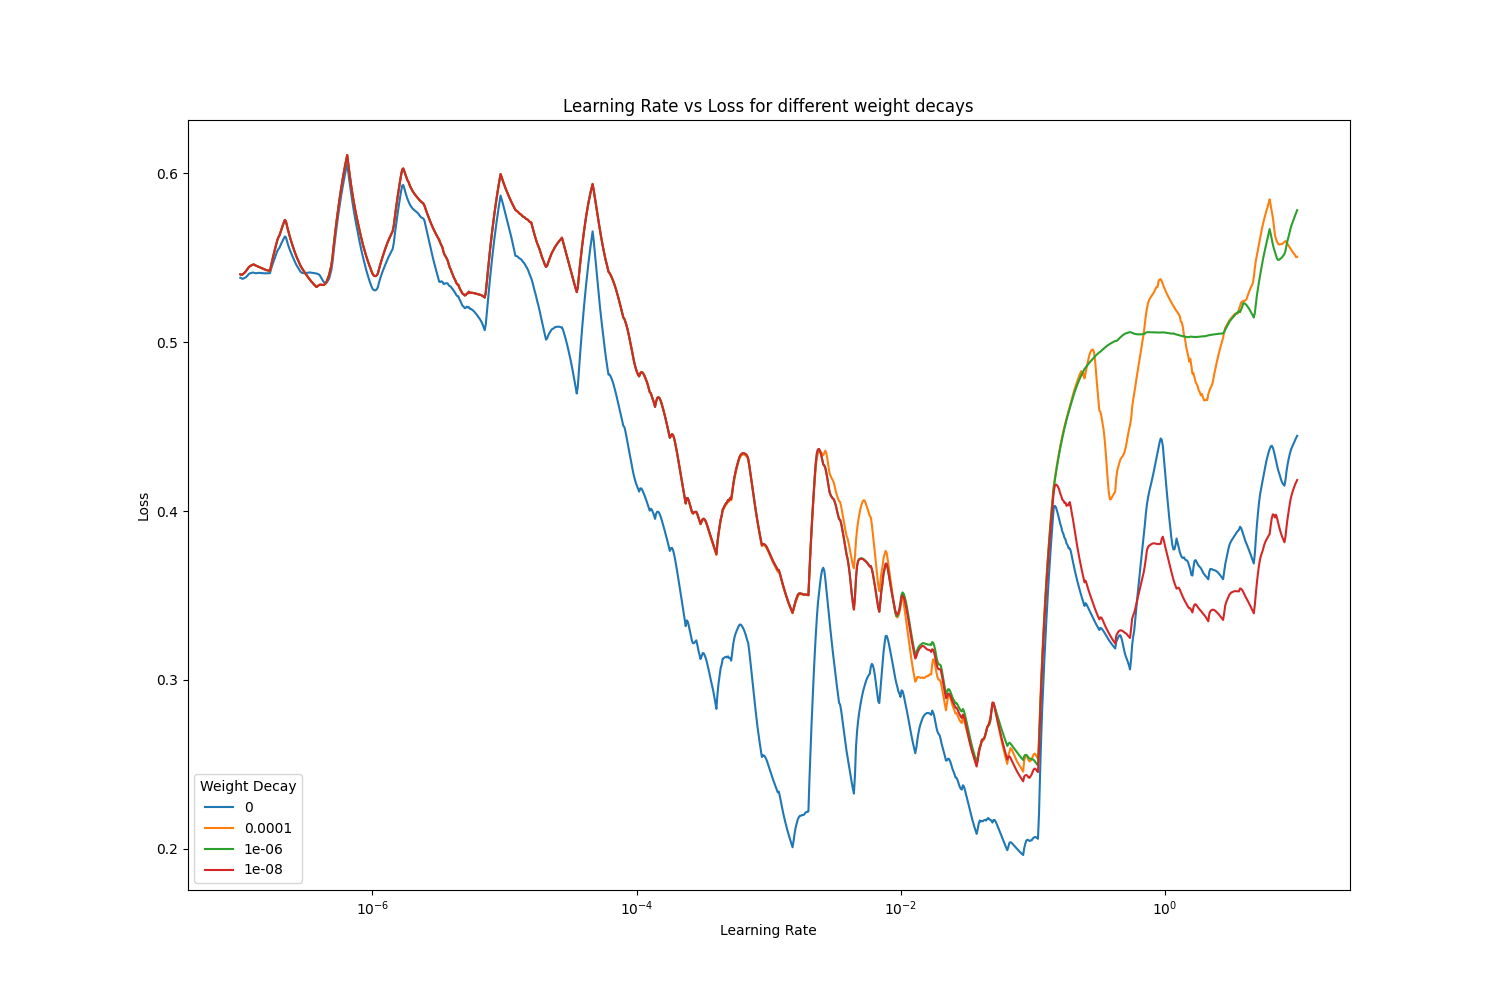 Learning Rate vs Loss for different weight decays
0.6
0.5
0.4
0.3
0.2
Loss
Weight Decay
0
0.0001
1e-06
1e-08
10⁻⁶
10⁻⁴
10⁻²
10⁰
Learning Rate